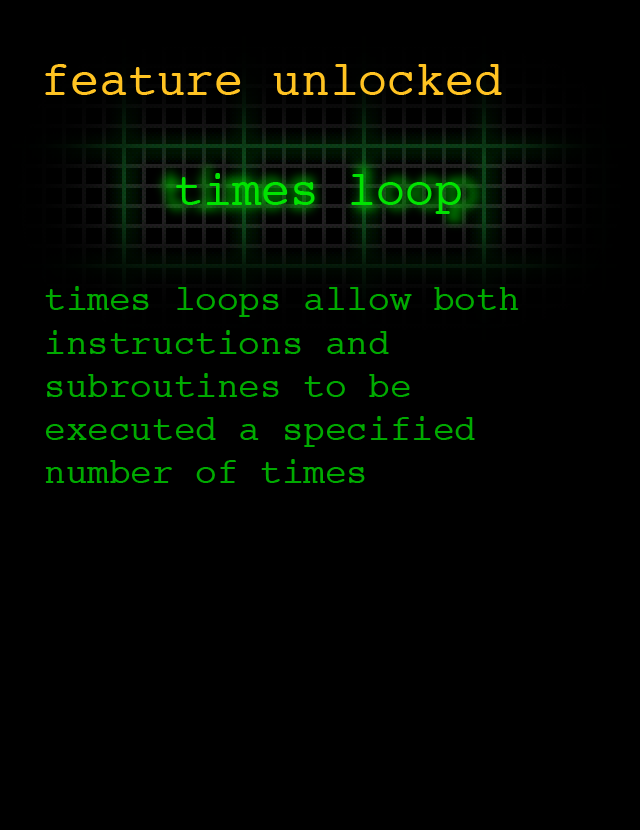 feature unlocked
times loop
times loops allow both
instructions and
subroutines to be
executed a specified
number of times